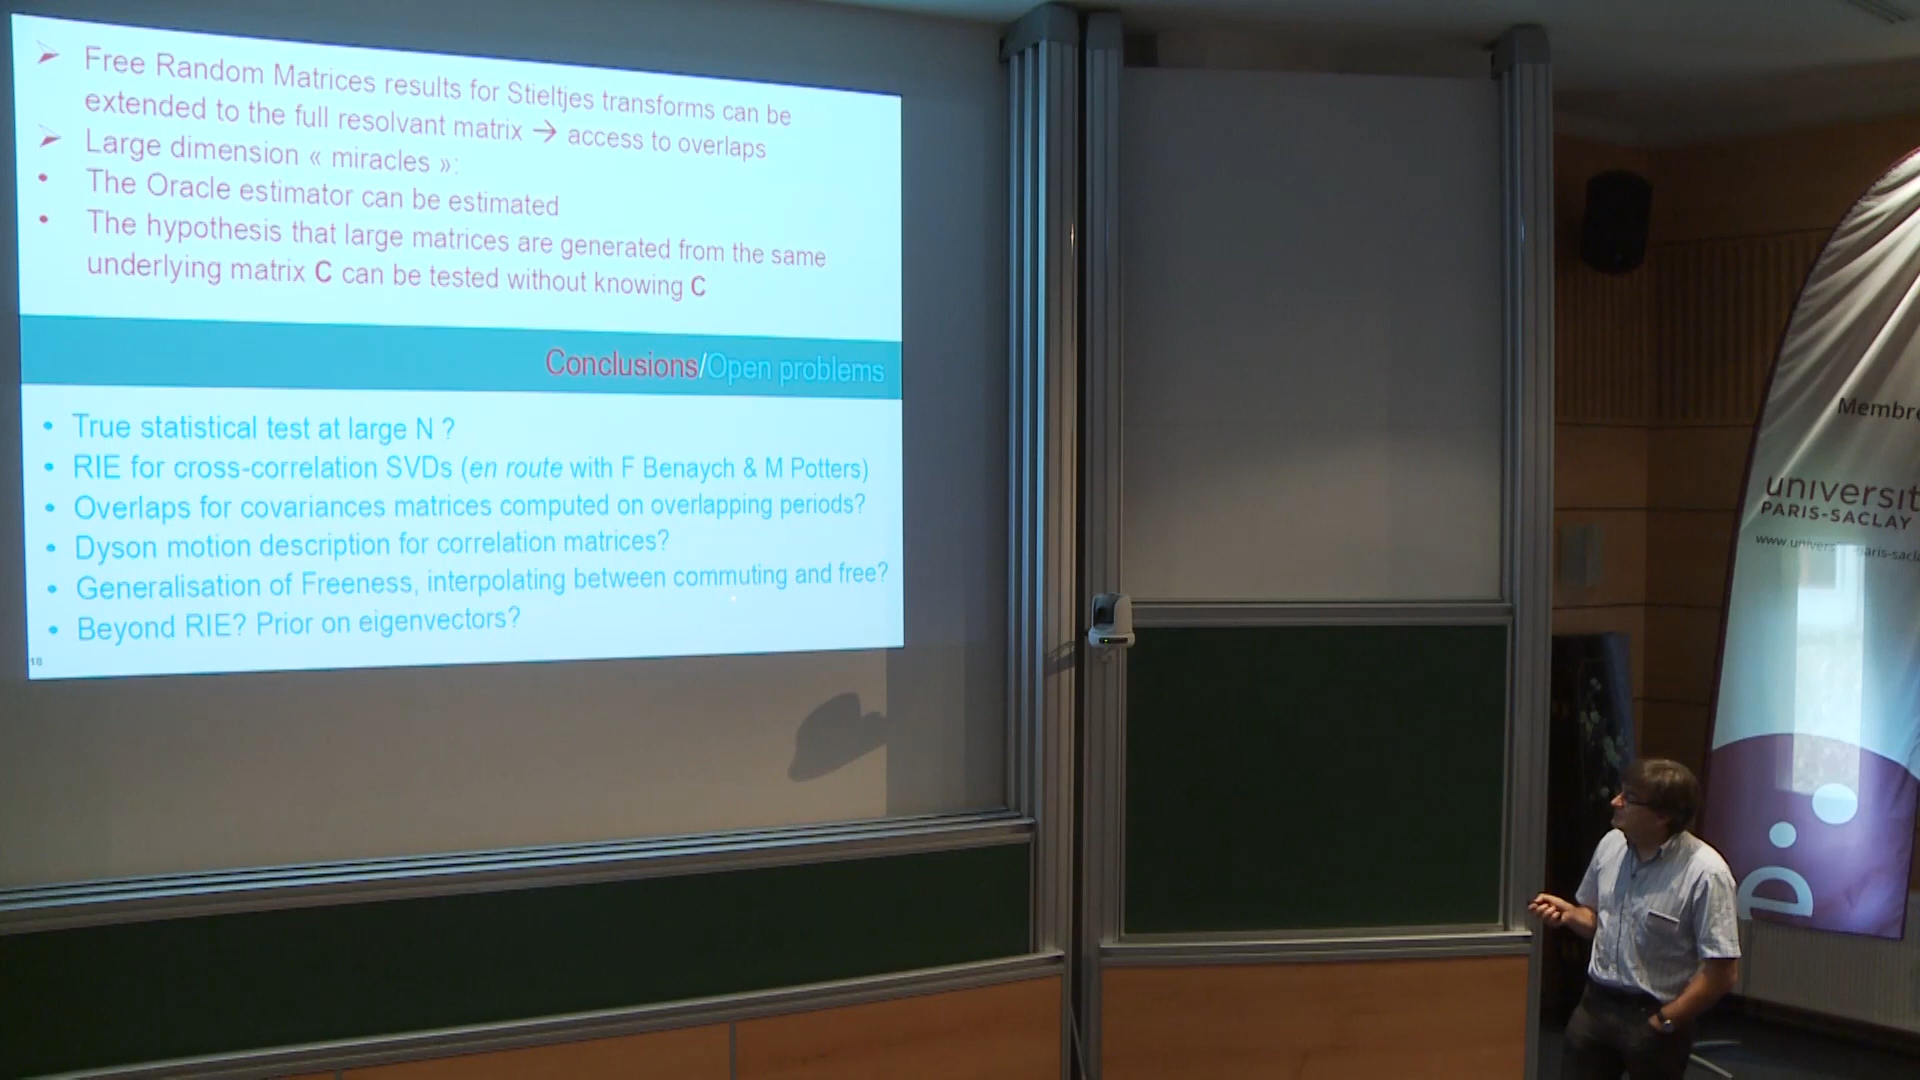 ➢ Free Random Matrices results for Stieltjes transforms can be
extended to the full resolvant matrix → access to overlaps
➢ Large dimension « miracles »:
• The Oracle estimator can be estimated
• The hypothesis that large matrices are generated from the same
underlying matrix C can be tested without knowing C
Conclusions/Open problems
• True statistical test at large N ?
• RIE for cross-correlation SVDs (en route with F Benaych & M Potters)
• Overlaps for covariances matrices computed on overlapping periods?
• Dyson motion description for correlation matrices?
• Generalisation of Freeness, interpolating between commuting and free?
• Beyond RIE? Prior on eigenvectors?
18
Membre
universit
PARIS-SACLAY